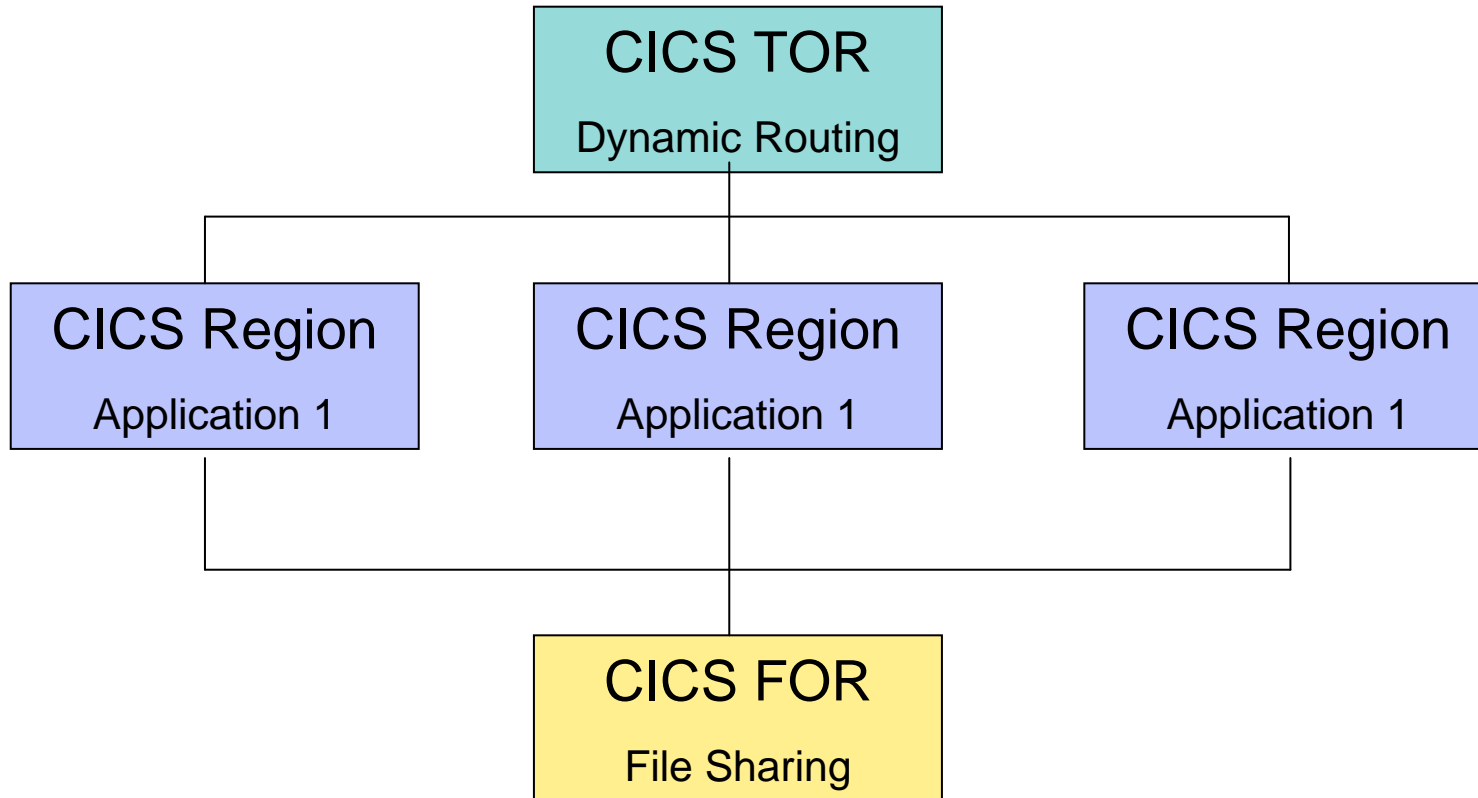 CICS TOR
Dynamic Routing
CICS Region
Application 1
CICS Region
Application 1
CICS Region
Application 1
CICS FOR
File Sharing